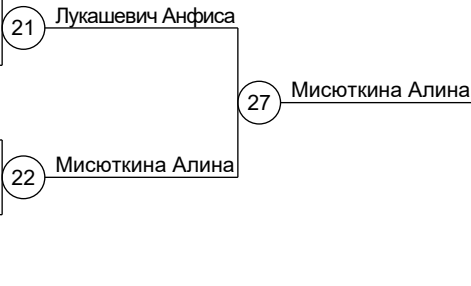 21 Лукашевич Анфиса
27 Мисюткина Алина
22 Мисюткина Алина